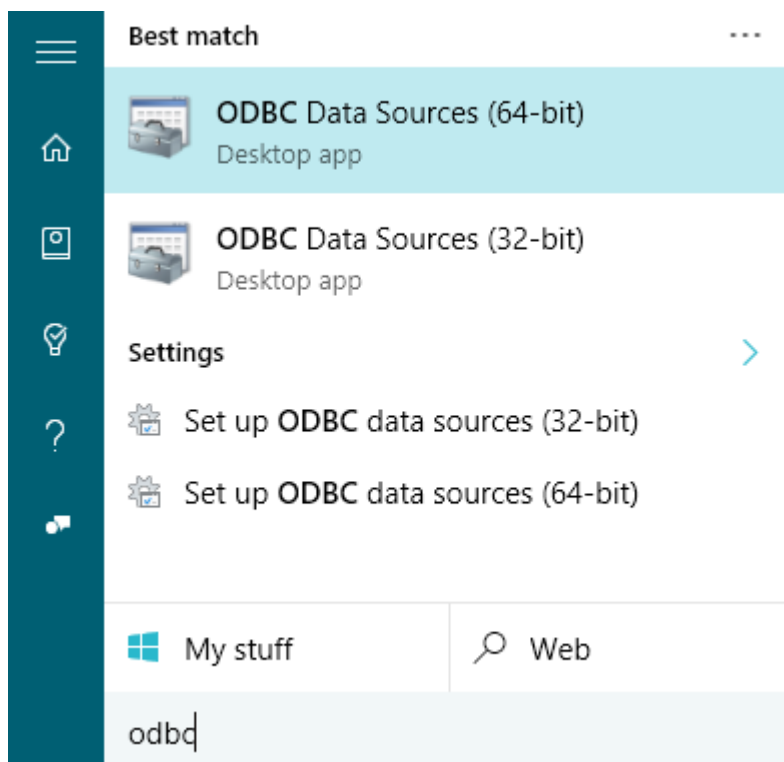 Best match
ODBC Data Sources (64-bit)
Desktop app
ODBC Data Sources (32-bit)
Desktop app
Settings
Set up ODBC data sources (32-bit)
Set up ODBC data sources (64-bit)
My stuff
Web
odbc